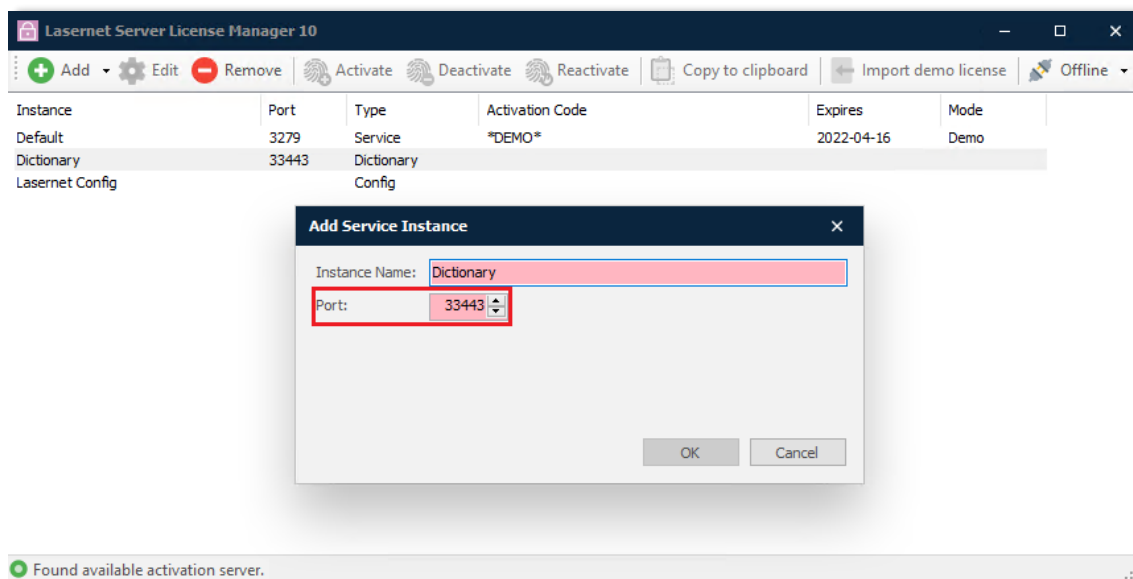 Lasernet Server License Manager 10
Add Edit Remove Activate Deactivate Reactivate Copy to clipboard Import demo license Offline
Instance Port Type Activation Code Expires Mode
Default 3279 Service *DEMO* 2022-04-16 Demo
Dictionary 33443 Dictionary
Lasernet Config Config
Add Service Instance
Instance Name: Dictionary
Port: 33443
OK Cancel
Found available activation server.